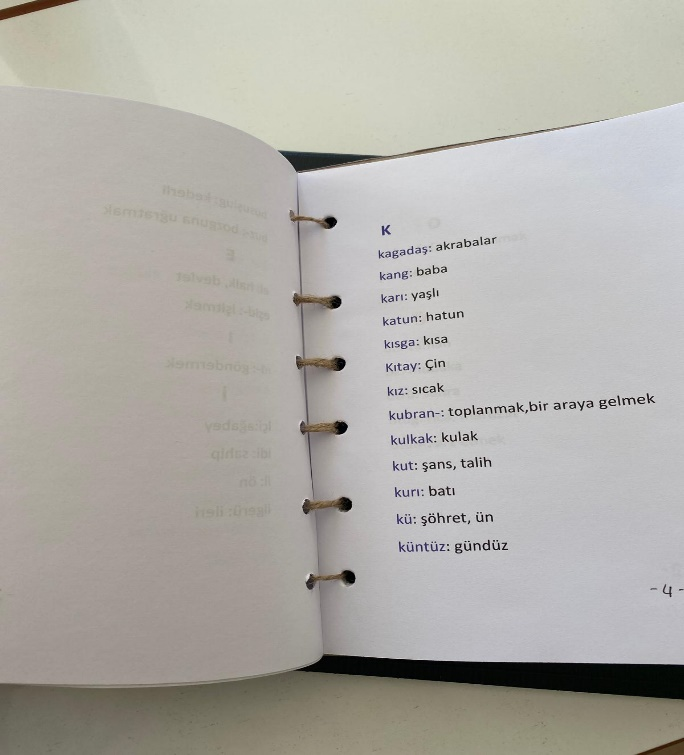 K
kagadaş: akrabalar
kang: baba
karı: yaşlı
katun: hatun
kısga: kısa
Kıtay: Çin
kız: sıcak
kubran-: toplanmak,bir araya gelmek
kulkak: kulak
kut: şans, talih
kurı: batı
kü: şöhret, ün
küntüz: gündüz
-4-